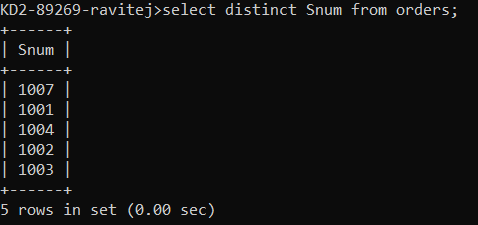 KD2-89269-ravitej>select distinct Snum from orders;
+------+
| Snum |
+------+
| 1007 |
| 1001 |
| 1004 |
| 1002 |
| 1003 |
+------+
5 rows in set (0.00 sec)